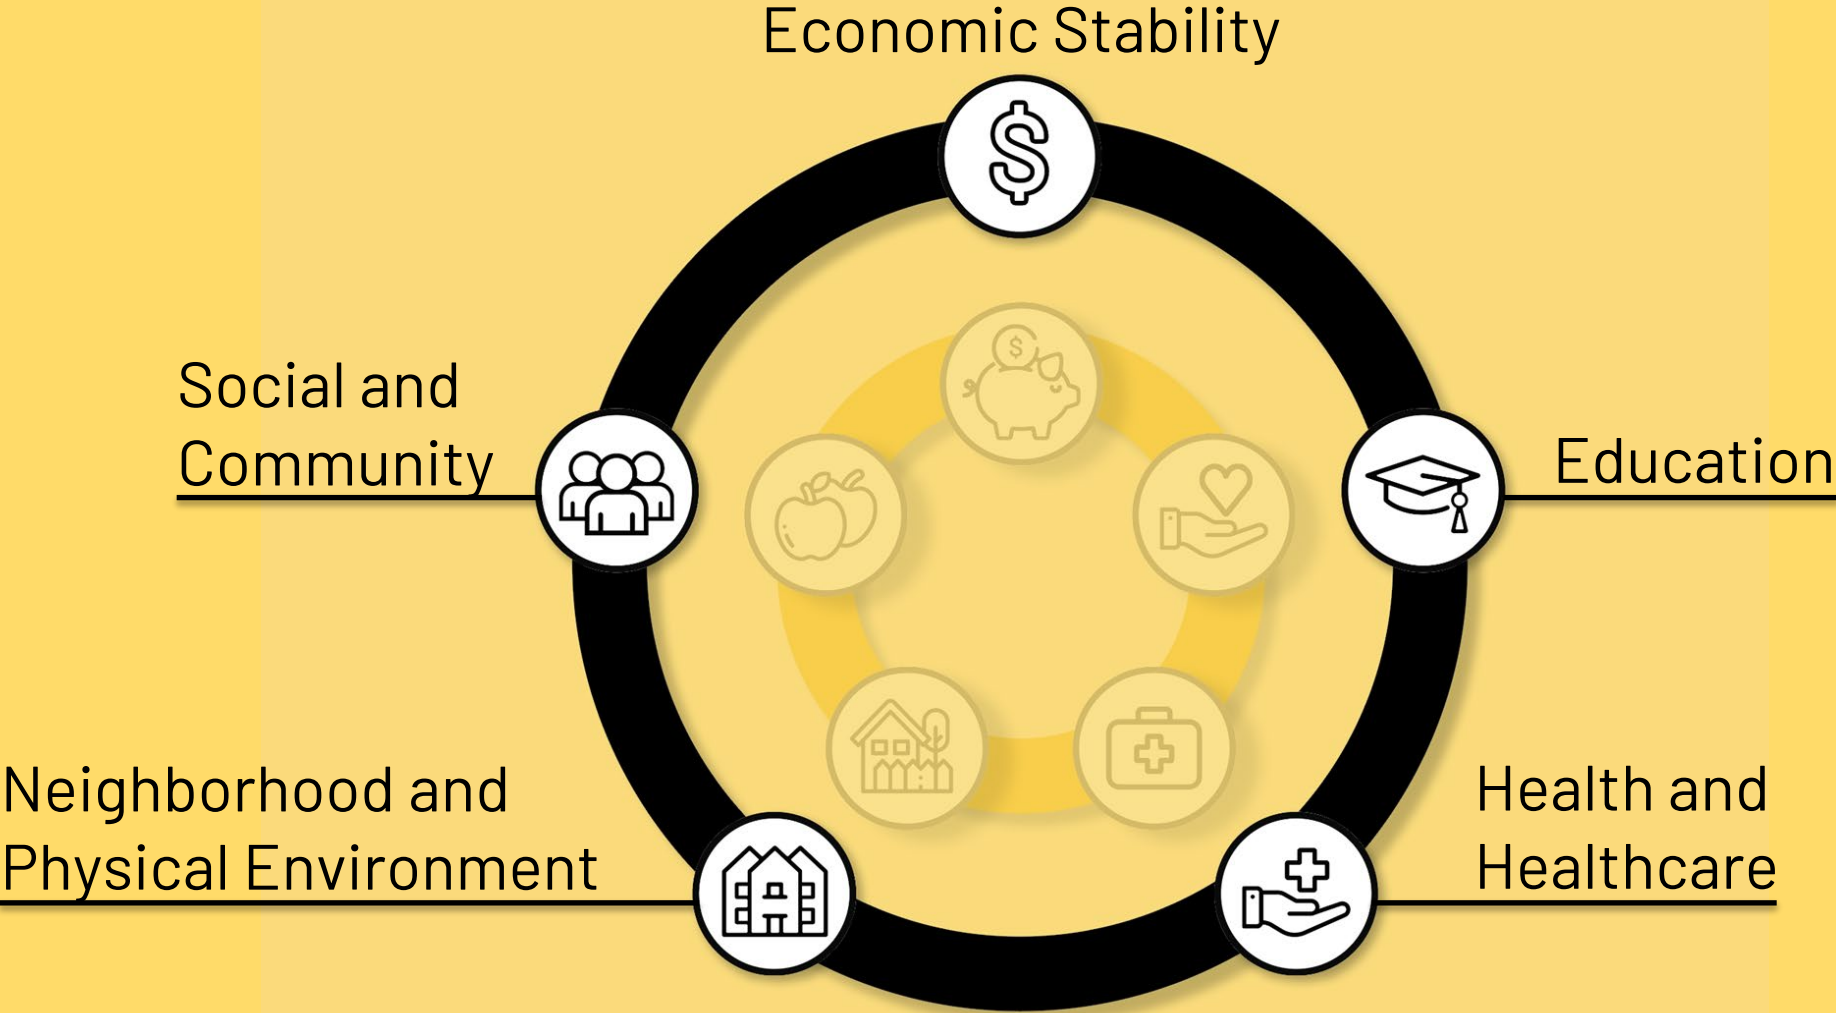 Economic Stability
Social and
Community
Education
Neighborhood and
Physical Environment
Health and
Healthcare